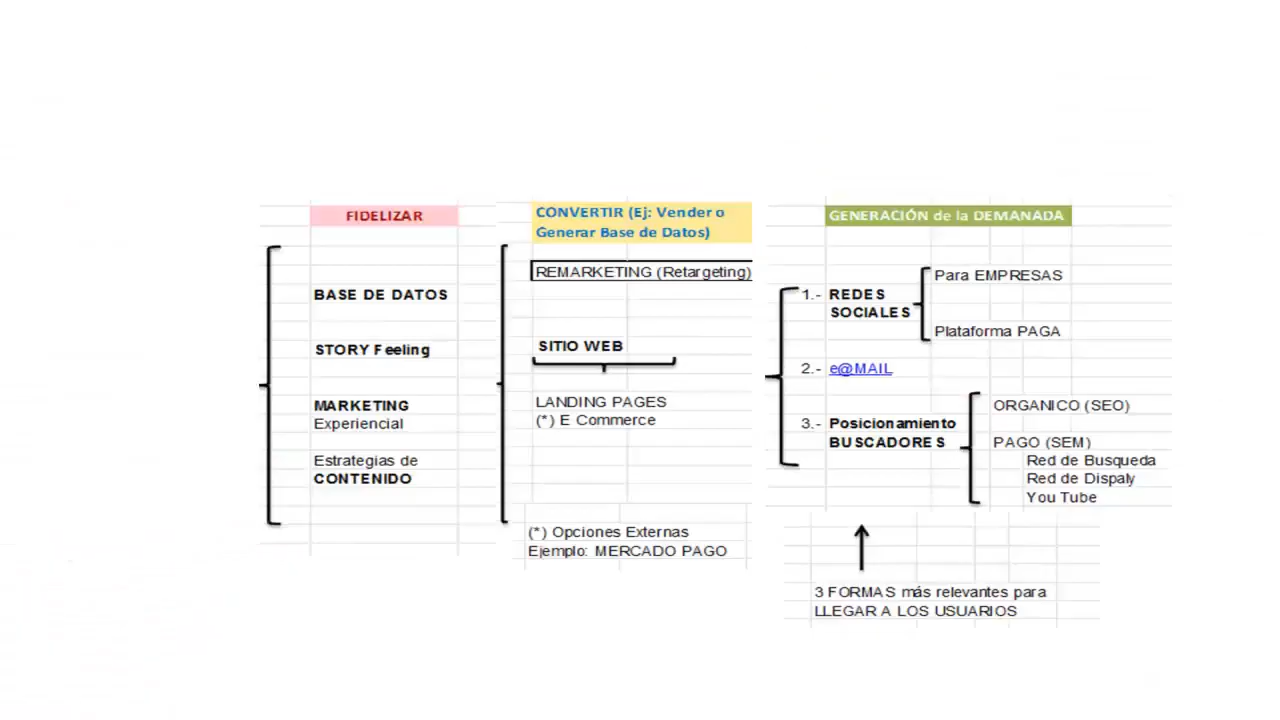 FIDELIZAR
BASE DE DATOS
STORY Feeling
MARKETING
Experiencial
Estrategias de
CONTENIDO
CONVERTIR (Ej: Vender o
Generar Base de Datos)
REMARKETING (Retargeting)
SITIO WEB
LANDING PAGES
(*) E Commerce
(*) Opciones Externas
Ejemplo: MERCADO PAGO
GENERACIÓN de la DEMANADA
1.- REDES
SOCIALES
Para EMPRESAS
Plataforma PAGA
2.- e@MAIL
3.- Posicionamiento
BUSCADORES
ORGANICO (SEO)
PAGO (SEM)
Red de Busqueda
Red de Dispaly
You Tube
3 FORMAS más relevantes para
LLEGAR A LOS USUARIOS